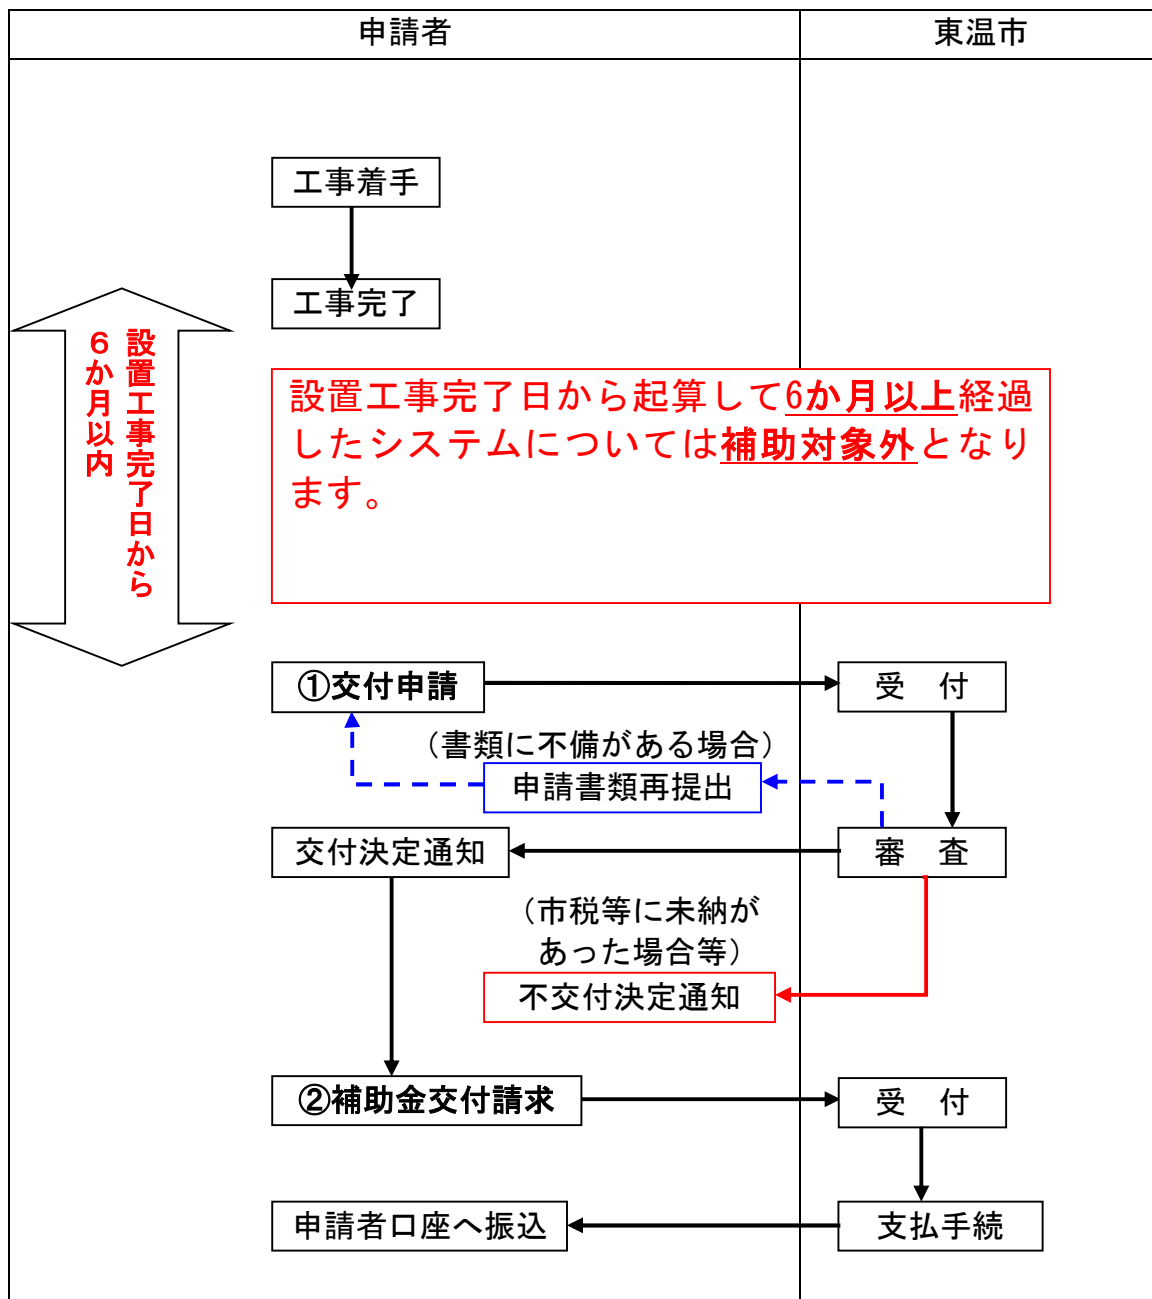 申請者
東温市
工事着手
工事完了
設置工事完了日から
６か月以内
設置工事完了日から起算して6か月以上経過
したシステムについては補助対象外となり
ます。
①交付申請
受　付
（書類に不備がある場合）
申請書類再提出
交付決定通知
審　査
（市税等に未納が
あった場合等）
不交付決定通知
②補助金交付請求
受　付
申請者口座へ振込
支払手続